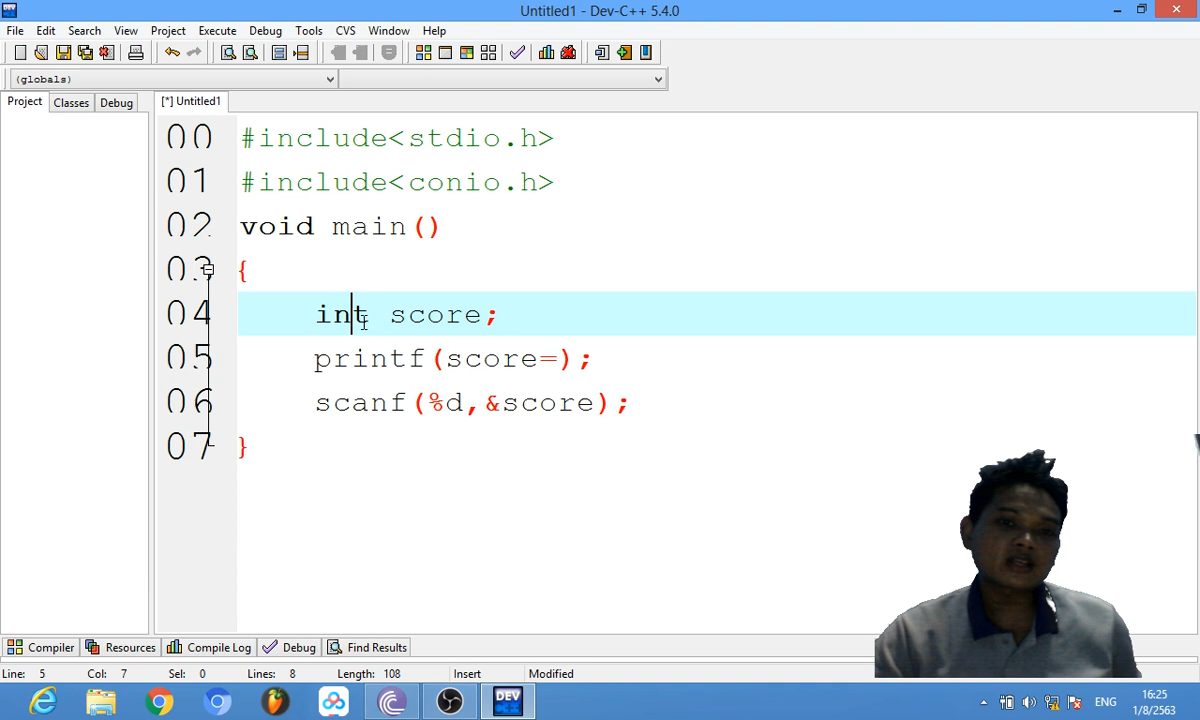 Untitled1 - Dev-C++ 5.4.0
File Edit Search View Project Execute Debug Tools CVS Window Help
(globals)
Project Classes Debug [*] Untitled1
00 #include<stdio.h>
01 #include<conio.h>
02 void main()
03 {
04 int score;
05 printf(score=);
06 scanf(%d,&score);
07 }
Compiler Resources Compile Log Debug Find Results
Line: 5 Col: 7 Sel: 0 Lines: 8 Length: 108 Insert Modified
DEV
ENG 16:25
1/8/2563